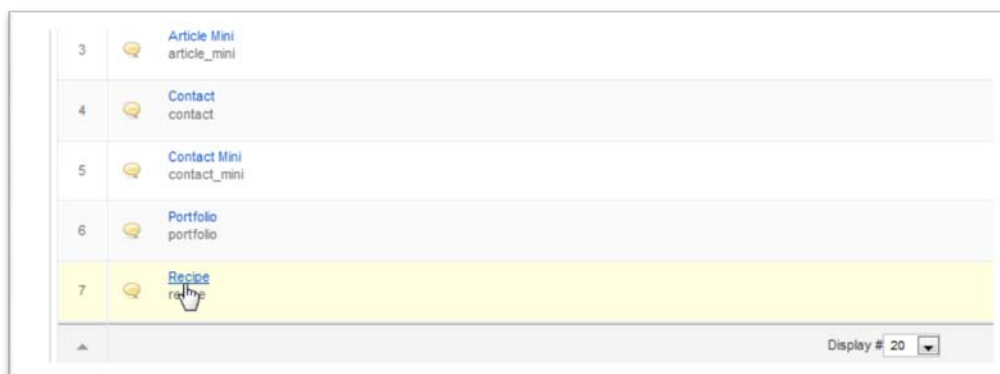 3
Article Mini
article_mini
4
Contact
contact
5
Contact Mini
contact_mini
6
Portfolio
portfolio
7
Recipe
Display # 20